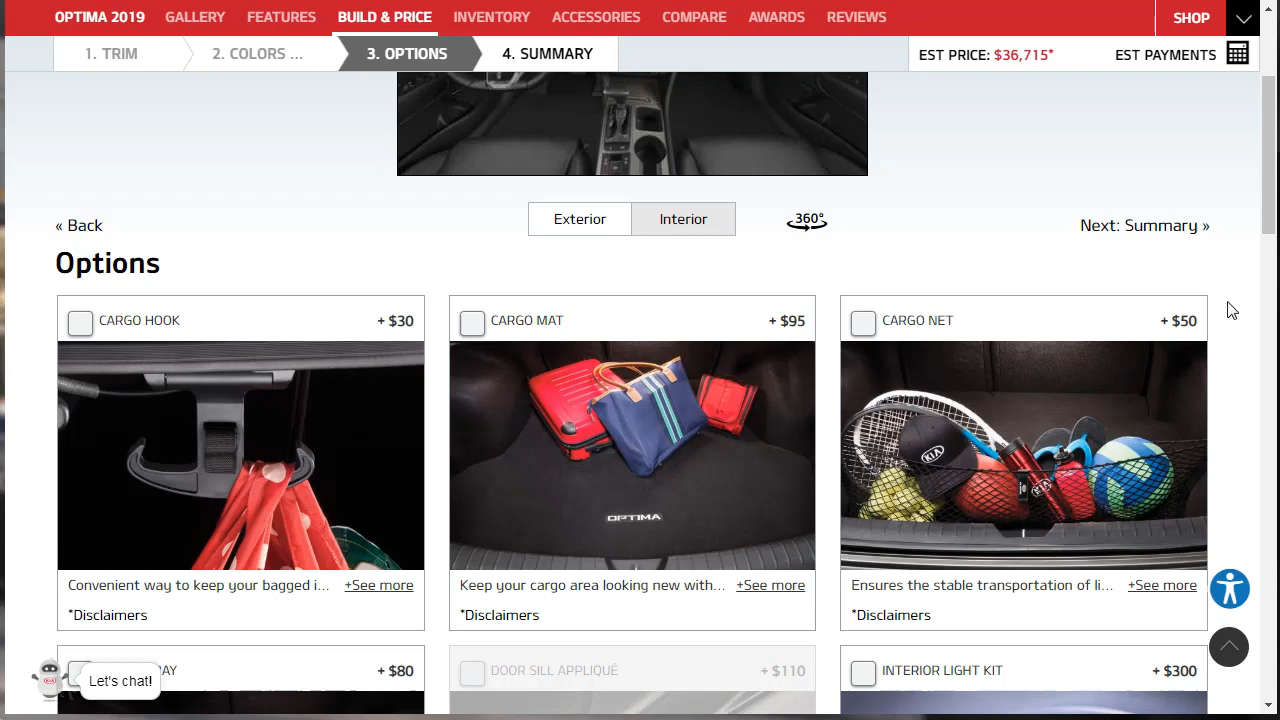 OPTIMA 2019 GALLERY FEATURES BUILD & PRICE INVENTORY ACCESSORIES COMPARE AWARDS REVIEWS SHOP
1. TRIM 2. COLORS ... 3. OPTIONS 4. SUMMARY EST PRICE: $36,715* EST PAYMENTS
« Back Exterior Interior 360° Next: Summary »
Options
CARGO HOOK + $30 CARGO MAT + $95 CARGO NET + $50
KIA
KIA
OPTIMA
Convenient way to keep your bagged i... +See more Keep your cargo area looking new with... +See more Ensures the stable transportation of li... +See more
*Disclaimers *Disclaimers *Disclaimers
+ $80 DOOR SILL APPLIQUÉ + $110 INTERIOR LIGHT KIT + $300
Let's chat!